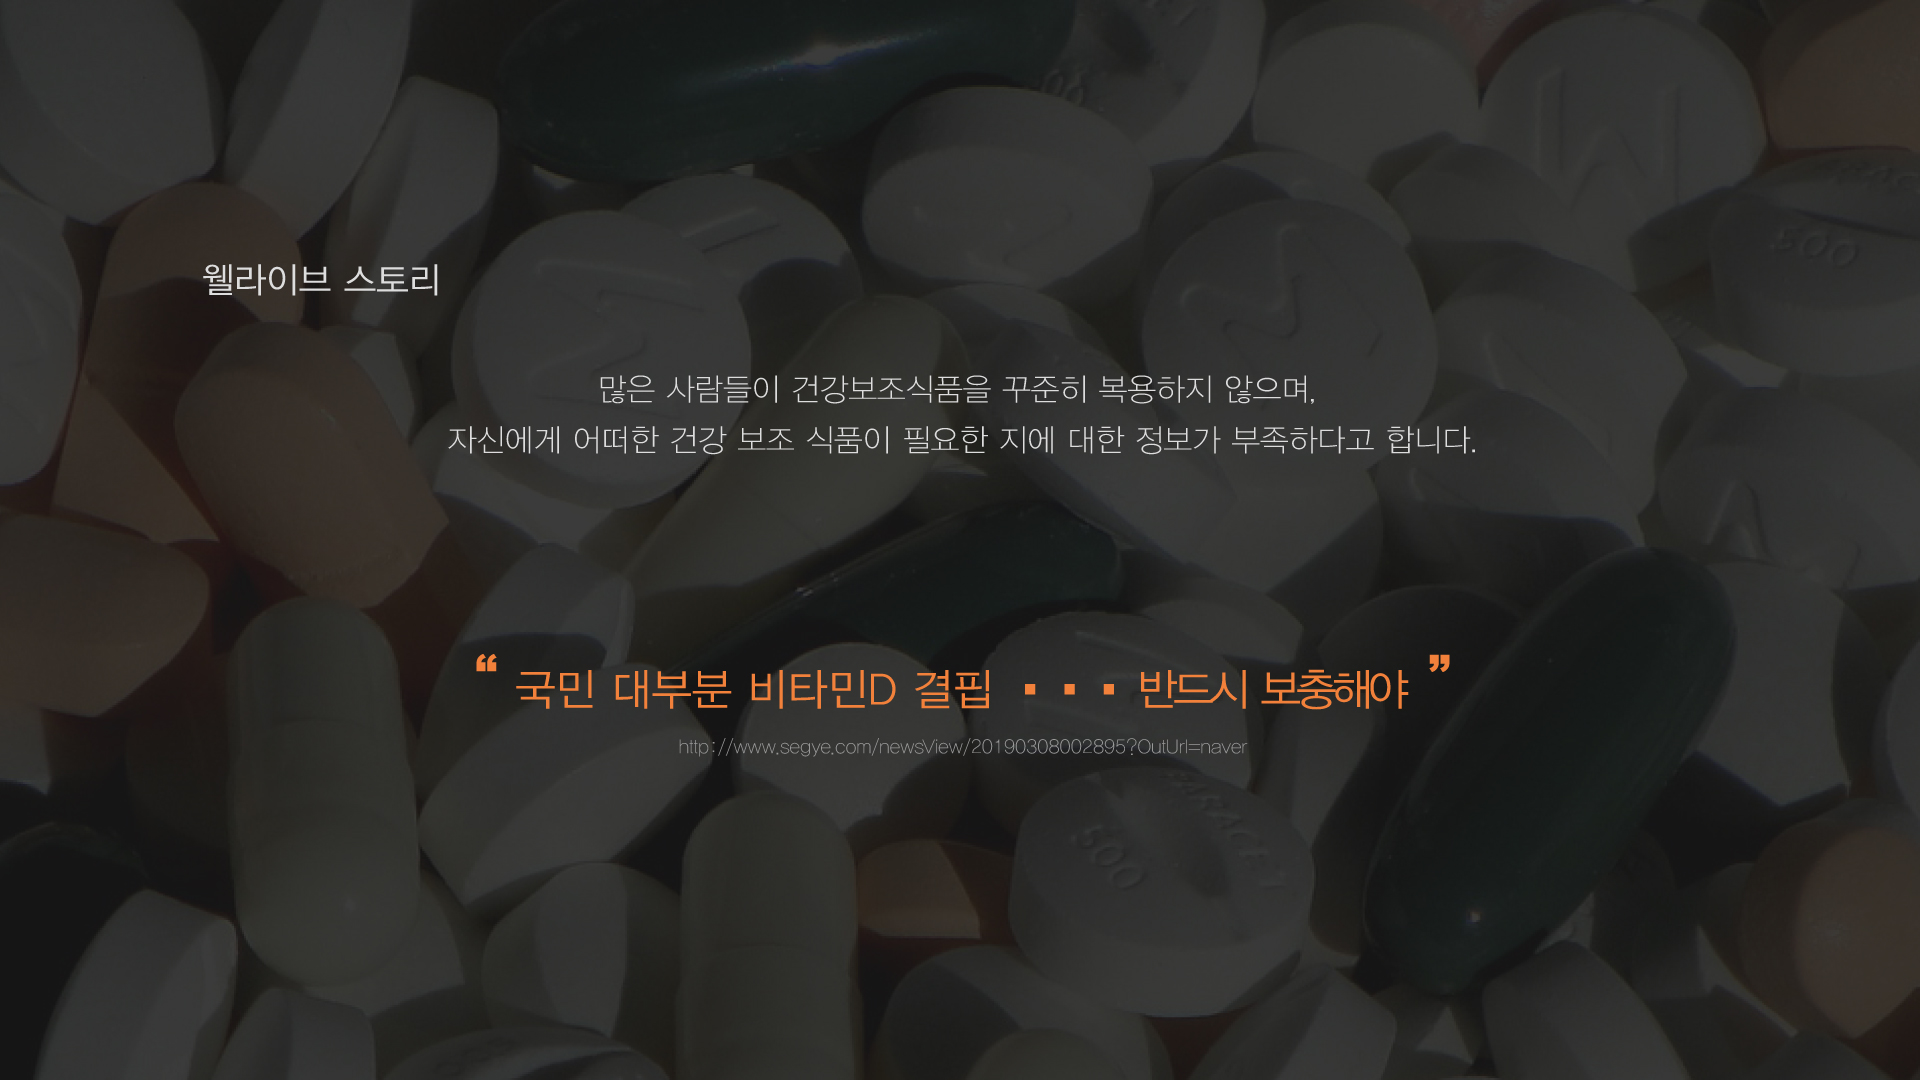 웰라이브 스토리
많은 사람들이 건강보조식품을 꾸준히 복용하지 않으며,
자신에게 어떠한 건강 보조 식품이 필요한 지에 대한 정보가 부족하다고 합니다.
❝ 국민 대부분 비타민D 결핍 ▪ ▪ ▪ 반드시 보충해야 ❞
http://www.segye.com/newsView/20190308002895?OutUrl=naver
500
500